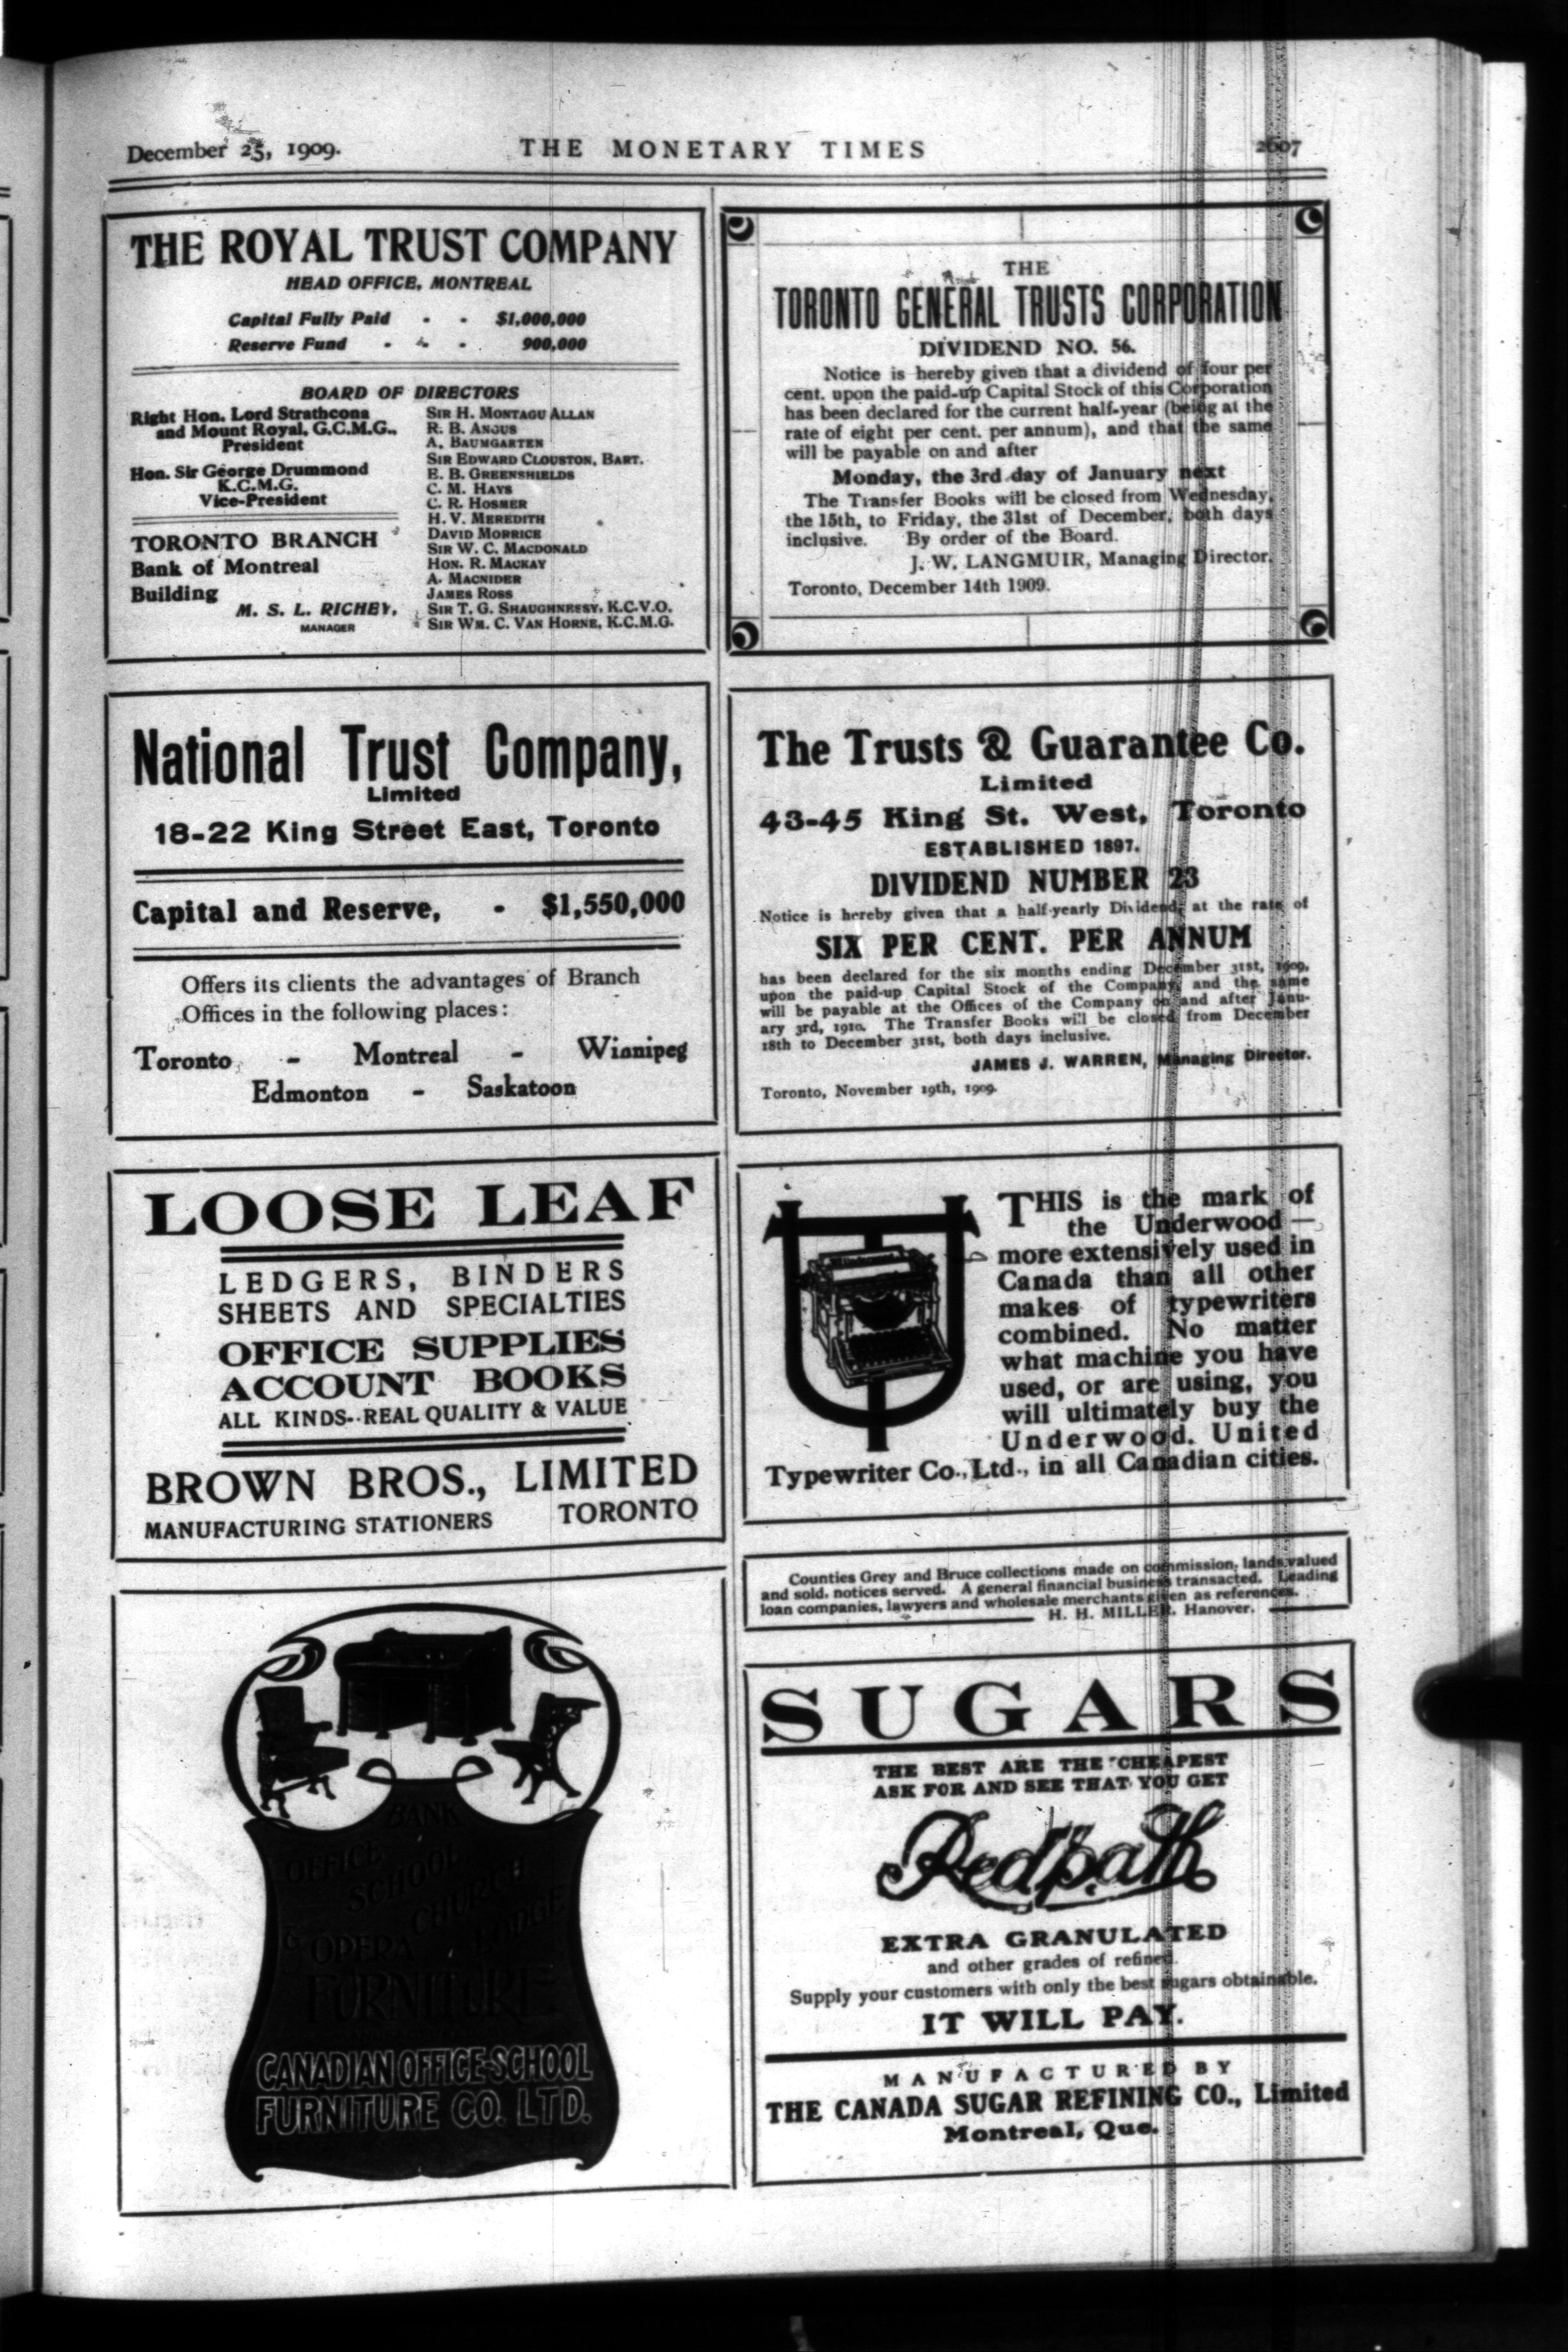 December 25, 1909.
THE MONETARY TIMES
2607
THE ROYAL TRUST COMPANY
HEAD OFFICE, MONTREAL
Capital Fully Paid - - $1,000,000
Reserve Fund - - - 900,000
BOARD OF DIRECTORS
Right Hon. Lord Strathcona
and Mount Royal, G.C.M.G.,
President
Hon. Sir George Drummond
K.C.M.G.
Vice-President
TORONTO BRANCH
Bank of Montreal
Building
M. S. L. RICHEY,
MANAGER
SIR H. MONTAGU ALLAN
R. B. ANGUS
A. BAUMGARTEN
SIR EDWARD CLOUSTON, BART.
E. B. GREENSHIELDS
C. M. HAYS
C. R. HOSMER
H. V. MEREDITH
DAVID MORRICE
SIR W. C. MACDONALD
HON. R. MACKAY
A. MACNIDER
JAMES ROSS
SIR T. G. SHAUGHNESSY, K.C.V.O.
SIR WM. C. VAN HORNE, K.C.M.G.
THE
TORONTO GENERAL TRUSTS CORPORATION
DIVIDEND NO. 56.
Notice is hereby given that a dividend of four per
cent. upon the paid-up Capital Stock of this Corporation
has been declared for the current half-year (being at the
rate of eight per cent. per annum), and that the same
will be payable on and after
Monday, the 3rd day of January next
The Transfer Books will be closed from Wednesday,
the 15th, to Friday, the 31st of December, both days
inclusive. By order of the Board.
J. W. LANGMUIR, Managing Director.
Toronto, December 14th 1909.
National Trust Company,
Limited
18-22 King Street East, Toronto
Capital and Reserve, - $1,550,000
Offers its clients the advantages of Branch
Offices in the following places:
Toronto - Montreal - Winnipeg
Edmonton - Saskatoon
The Trusts & Guarantee Co.
Limited
43-45 King St. West, Toronto
ESTABLISHED 1897.
DIVIDEND NUMBER 23
Notice is hereby given that a half-yearly Dividend, at the rate of
SIX PER CENT. PER ANNUM
has been declared for the six months ending December 31st, 1909,
upon the paid-up Capital Stock of the Company, and the same
will be payable at the Offices of the Company on and after Janu-
ary 3rd, 1910. The Transfer Books will be closed from December
18th to December 31st, both days inclusive.
JAMES J. WARREN, Managing Director.
Toronto, November 19th, 1909.
LOOSE LEAF
LEDGERS, BINDERS
SHEETS AND SPECIALTIES
OFFICE SUPPLIES
ACCOUNT BOOKS
ALL KINDS--REAL QUALITY & VALUE
BROWN BROS., LIMITED
MANUFACTURING STATIONERS TORONTO
THIS is the mark of
the Underwood—
more extensively used in
Canada than all other
makes of typewriters
combined. No matter
what machine you have
used, or are using, you
will ultimately buy the
Underwood. United
Typewriter Co., Ltd., in all Canadian cities.
Counties Grey and Bruce collections made on commission, lands valued
and sold, notices served. A general financial business transacted. Leading
loan companies, lawyers and wholesale merchants given as references.
H. H. MILLER, Hanover.
BANK
OFFICE
SCHOOL
CHURCH
LODGE
& OPERA
FURNITURE
CANADIAN OFFICE-SCHOOL
FURNITURE CO. LTD.
SUGARS
THE BEST ARE THE CHEAPEST
ASK FOR AND SEE THAT YOU GET
Redpath
EXTRA GRANULATED
and other grades of refined.
Supply your customers with only the best sugars obtainable.
IT WILL PAY.
MANUFACTURED BY
THE CANADA SUGAR REFINING CO., Limited
Montreal, Que.